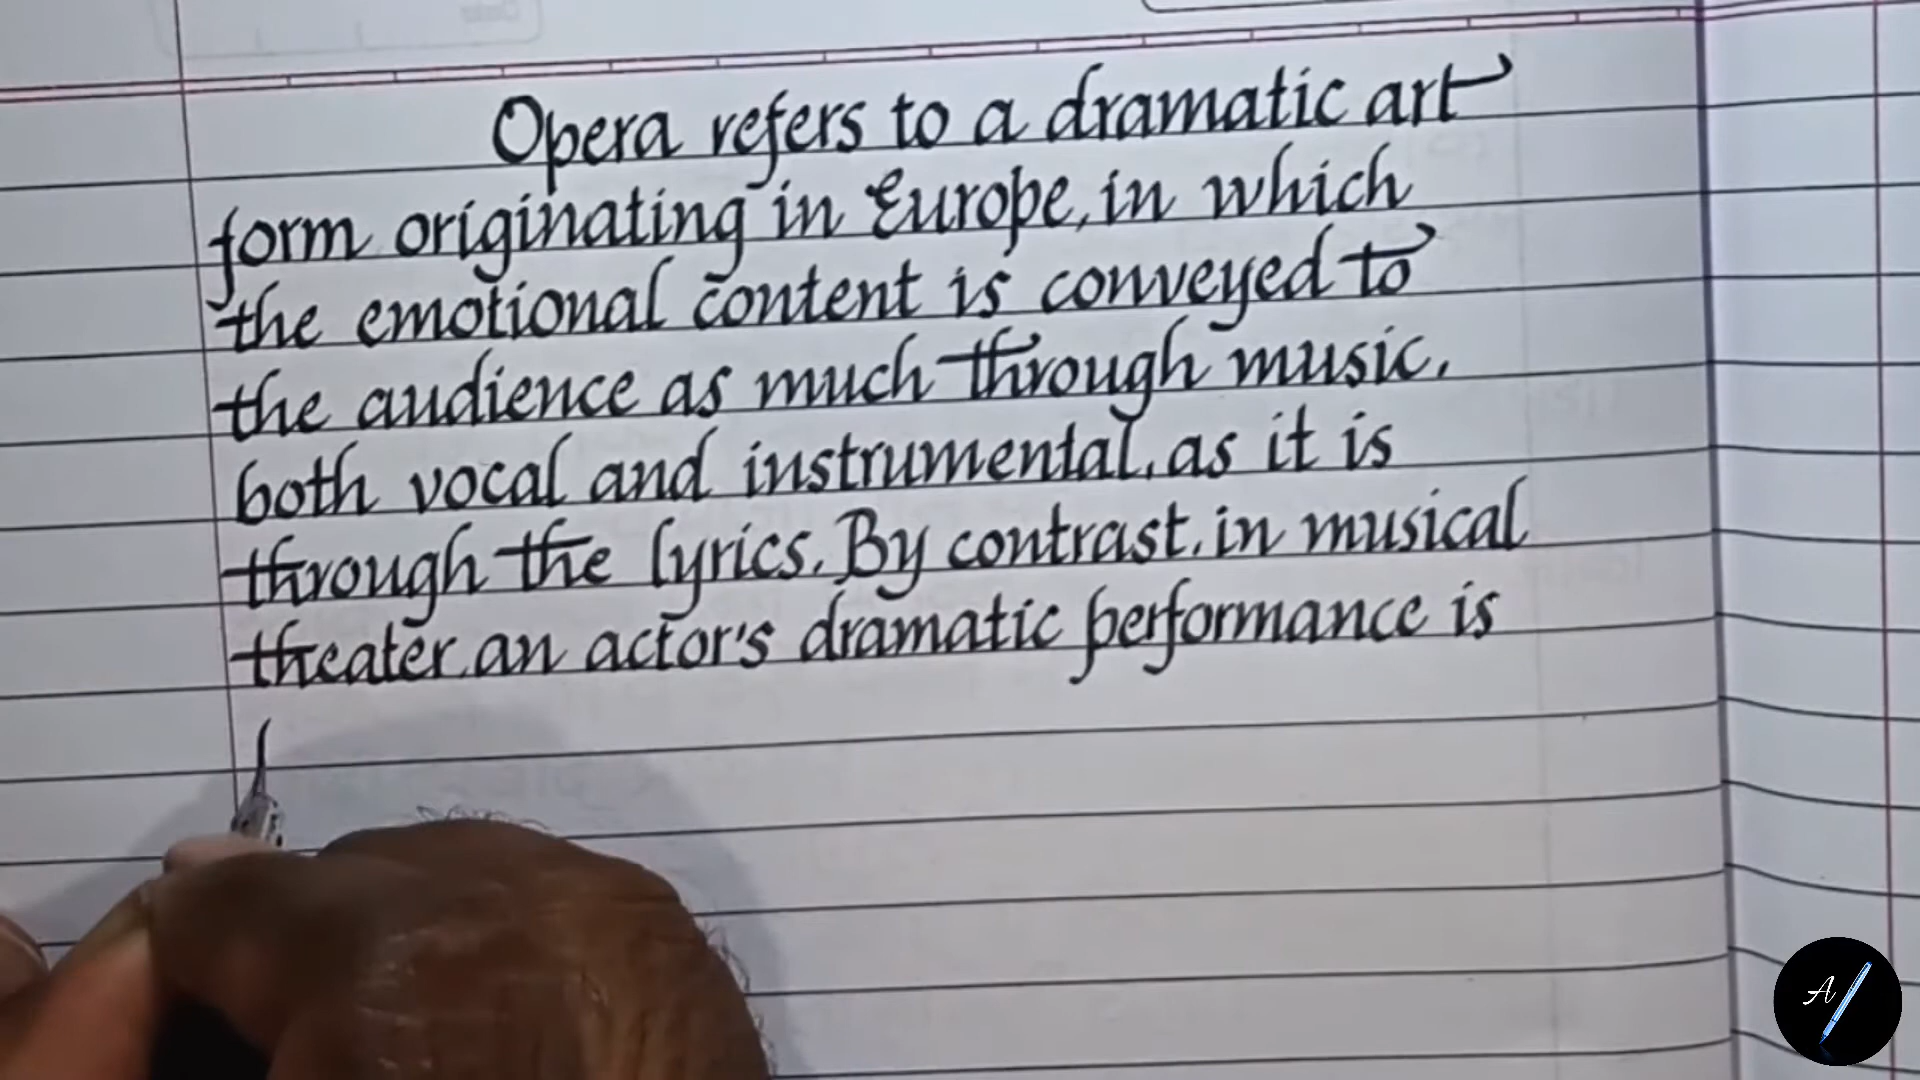 Opera refers to a dramatic art
form originating in Europe, in which
the emotional content is conveyed to
the audience as much through music,
both vocal and instrumental, as it is
through the lyrics. By contrast, in musical
theater, an actor's dramatic performance is
A